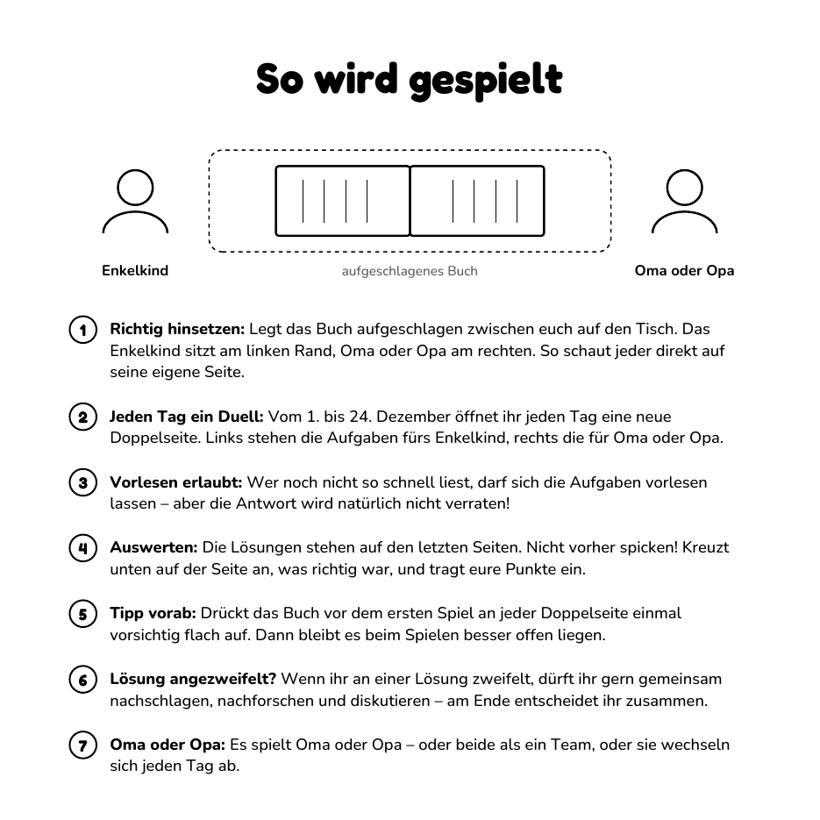 So wird gespielt
Enkelkind
aufgeschlagenes Buch
Oma oder Opa
1 Richtig hinsetzen: Legt das Buch aufgeschlagen zwischen euch auf den Tisch. Das
Enkelkind sitzt am linken Rand, Oma oder Opa am rechten. So schaut jeder direkt auf
seine eigene Seite.
2 Jeden Tag ein Duell: Vom 1. bis 24. Dezember öffnet ihr jeden Tag eine neue
Doppelseite. Links stehen die Aufgaben fürs Enkelkind, rechts die für Oma oder Opa.
3 Vorlesen erlaubt: Wer noch nicht so schnell liest, darf sich die Aufgaben vorlesen
lassen – aber die Antwort wird natürlich nicht verraten!
4 Auswerten: Die Lösungen stehen auf den letzten Seiten. Nicht vorher spicken! Kreuzt
unten auf der Seite an, was richtig war, und tragt eure Punkte ein.
5 Tipp vorab: Drückt das Buch vor dem ersten Spiel an jeder Doppelseite einmal
vorsichtig flach auf. Dann bleibt es beim Spielen besser offen liegen.
6 Lösung angezweifelt? Wenn ihr an einer Lösung zweifelt, dürft ihr gern gemeinsam
nachschlagen, nachforschen und diskutieren – am Ende entscheidet ihr zusammen.
7 Oma oder Opa: Es spielt Oma oder Opa – oder beide als ein Team, oder sie wechseln
sich jeden Tag ab.